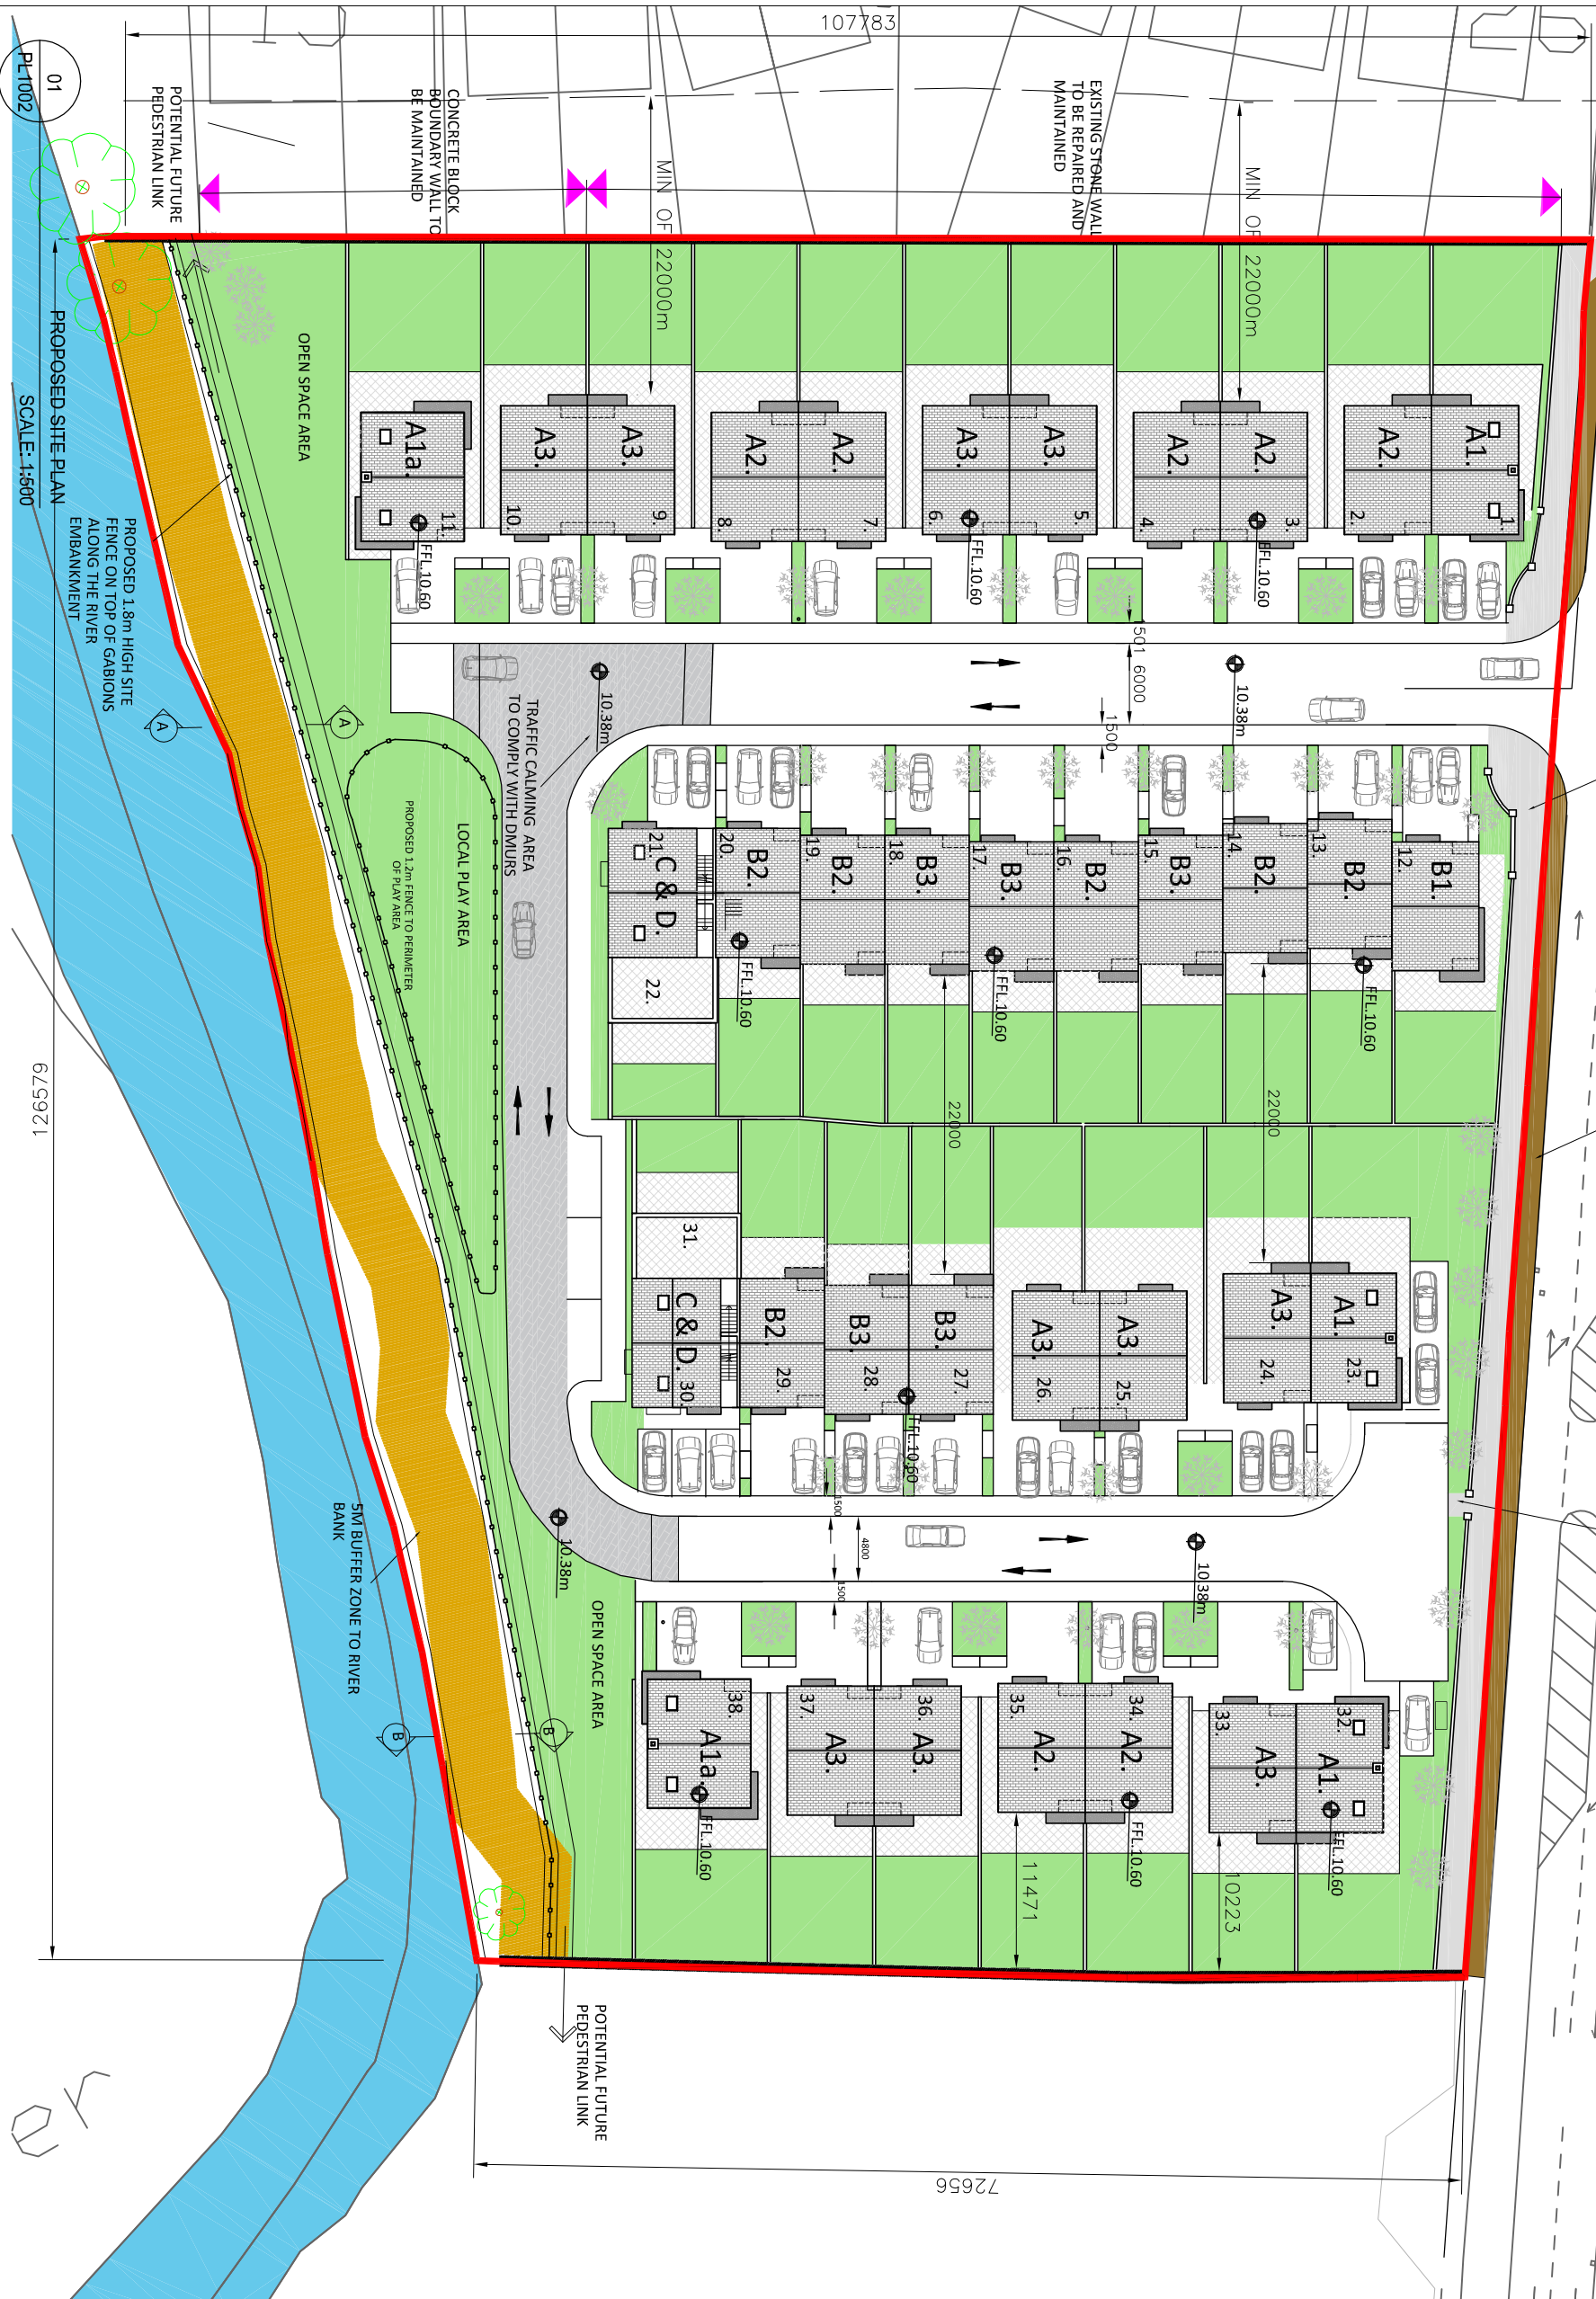 107783
01
PL1002
POTENTIAL FUTURE
PEDESTRIAN LINK
CONCRETE BLOCK
BOUNDARY WALL TO
BE MAINTAINED
MIN OF 22000m
EXISTING STONE WALL
TO BE REPAIRED AND
MAINTAINED
MIN OF 22000m
PROPOSED SITE PLAN
SCALE: 1:500
OPEN SPACE AREA
A1a.
11.
FFL.10.60
A3.
10.
A3.
9.
A2.
8.
A2.
7.
A3.
6.
FFL.10.60
A3.
5.
A2.
4.
A2.
3.
FFL.10.60
A2.
2.
A1.
1.
PROPOSED 1.8m HIGH SITE
FENCE ON TOP OF GABIONS
ALONG THE RIVER
EMBANKMENT
A
A
10.38m
1501
6000
1500
10.38m
TRAFFIC CALMING AREA
TO COMPLY WITH DMURS
LOCAL PLAY AREA
PROPOSED 1.2m FENCE TO PERIMETER
OF PLAY AREA
21.
C & D.
22.
20.
B2.
FFL.10.60
19.
B2.
18.
B3.
17.
B3.
FFL.10.60
16.
B2.
15.
B3.
14.
B2.
13.
B2.
FFL.10.60
12.
B1.
22000
22000
126579
31.
C & D.
30.
B2.
29.
B3.
28.
B3.
27.
FFL.10.60
A3.
26.
A3.
25.
A3.
24.
A1.
23.
1500
4800
1500
10.38m
10.38m
5M BUFFER ZONE TO RIVER
BANK
OPEN SPACE AREA
B
B
38.
A1a.
FFL.10.60
37.
A3.
36.
A3.
35.
A2.
34.
A2.
FFL.10.60
33.
A3.
32.
A1.
FFL.10.60
11471
10223
POTENTIAL FUTURE
PEDESTRIAN LINK
72656
er